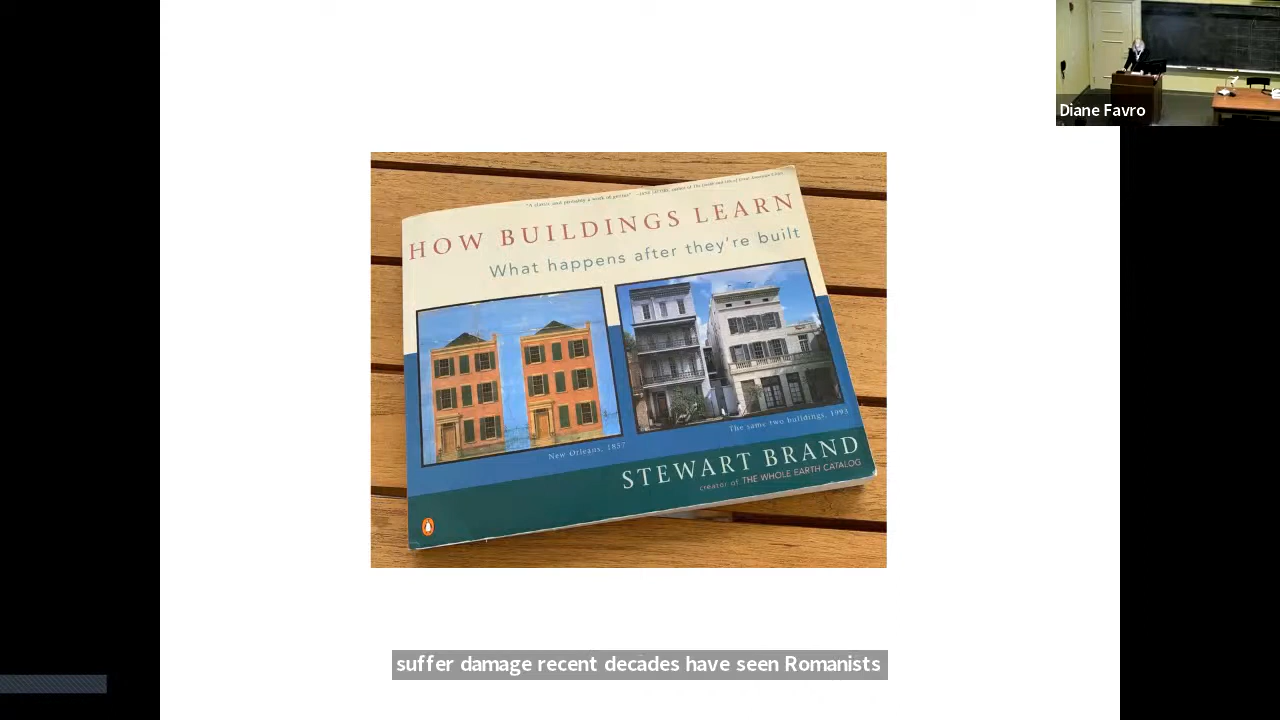 Diane Favro
HOW BUILDINGS LEARN
What happens after they're built
New Orleans, 1857
The same two buildings, 1993
STEWART BRAND
creator of THE WHOLE EARTH CATALOG
suffer damage recent decades have seen Romanists